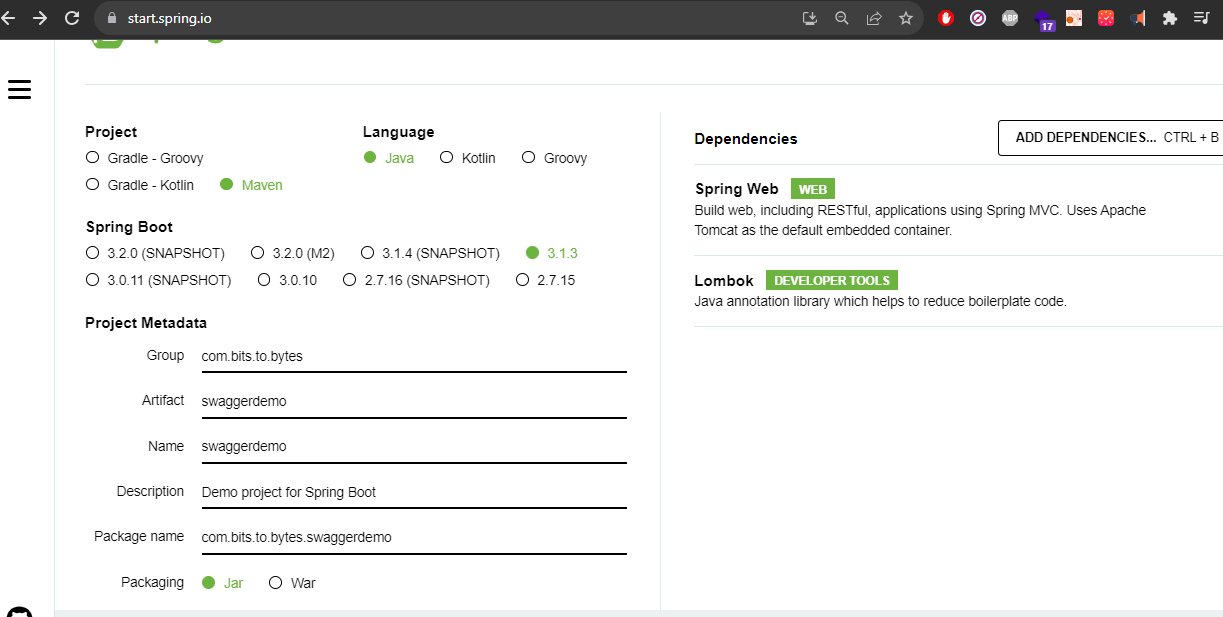 start.spring.io
ABP
17
Project
Gradle - Groovy
Gradle - Kotlin Maven
Language
Java Kotlin Groovy
Spring Boot
3.2.0 (SNAPSHOT) 3.2.0 (M2) 3.1.4 (SNAPSHOT) 3.1.3
3.0.11 (SNAPSHOT) 3.0.10 2.7.16 (SNAPSHOT) 2.7.15
Project Metadata
Group com.bits.to.bytes
Artifact swaggerdemo
Name swaggerdemo
Description Demo project for Spring Boot
Package name com.bits.to.bytes.swaggerdemo
Packaging Jar War
Dependencies ADD DEPENDENCIES... CTRL + B
Spring Web WEB
Build web, including RESTful, applications using Spring MVC. Uses Apache
Tomcat as the default embedded container.
Lombok DEVELOPER TOOLS
Java annotation library which helps to reduce boilerplate code.